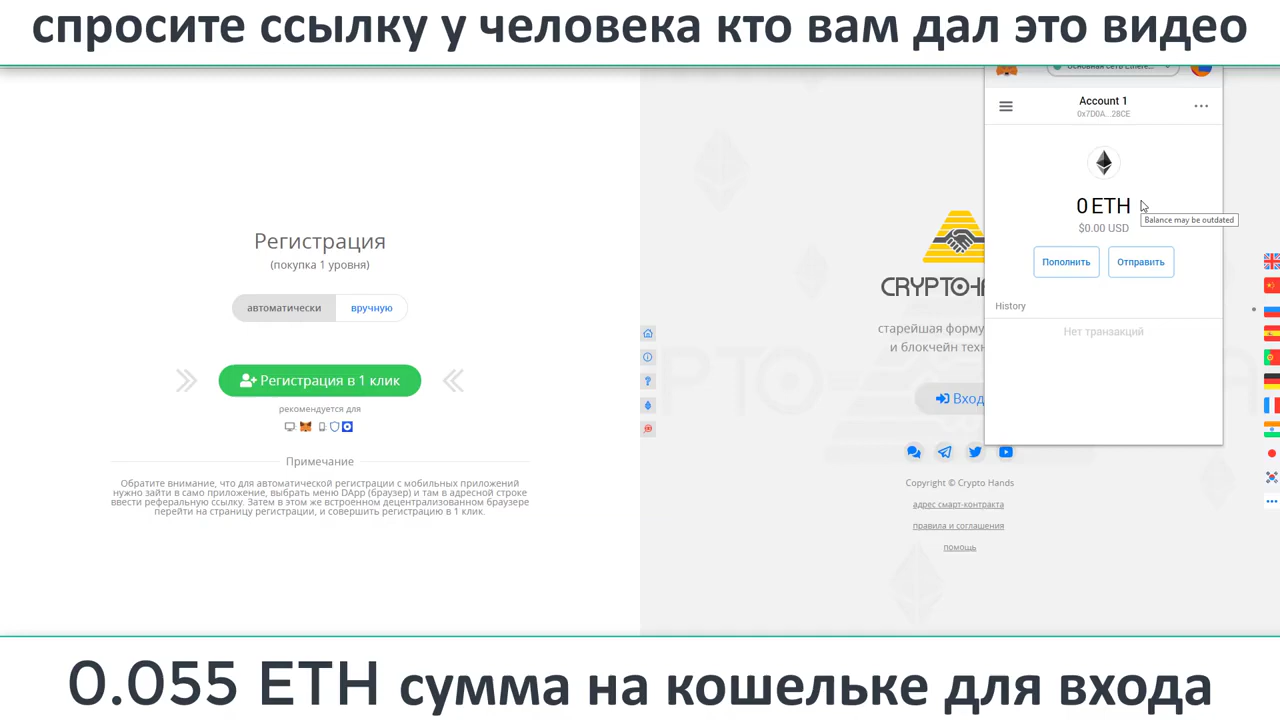 спросите ссылку у человека кто вам дал это видео
Основная сеть Ethere...
Account 1
0x7D0A...28CE
0 ETH
Balance may be outdated
$0.00 USD
Пополнить
Отправить
History
Нет транзакций
Регистрация
(покупка 1 уровня)
автоматически
вручную
Регистрация в 1 клик
рекомендуется для
Примечание
Обратите внимание, что для автоматической регистрации с мобильных приложений
нужно зайти в само приложение, выбрать меню DApp (браузер) и там в адресной строке
ввести реферальную ссылку. Затем в этом же встроенном децентрализованном браузере
перейти на страницу регистрации, и совершить регистрацию в 1 клик.
CRYPTO
старейшая
и блокчейн
Вход
Copyright © Crypto Hands
адрес смарт-контракта
правила и соглашения
помощь
0.055 ETH сумма на кошельке для входа